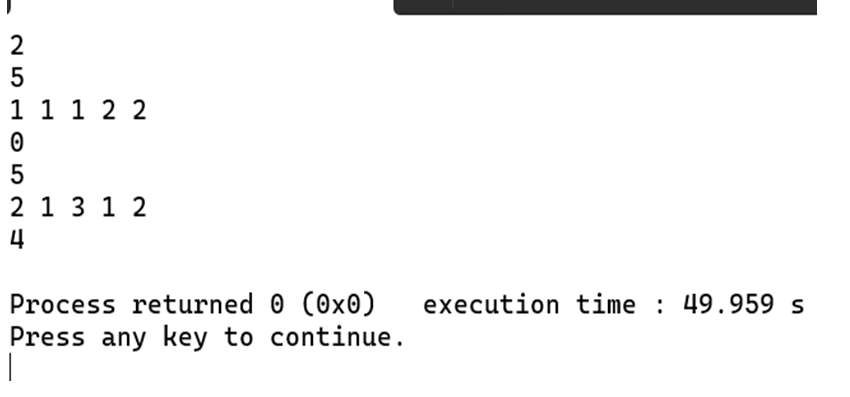 2
5
1 1 1 2 2
0
5
2 1 3 1 2
4
Process returned 0 (0x0)   execution time : 49.959 s
Press any key to continue.